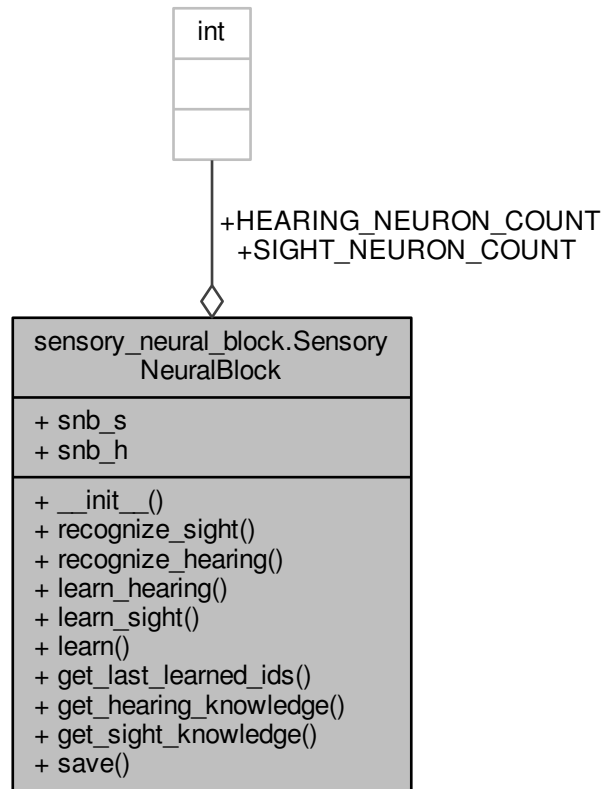 int
+HEARING_NEURON_COUNT
+SIGHT_NEURON_COUNT
sensory_neural_block.Sensory
NeuralBlock
+ snb_s
+ snb_h
+ __init__()
+ recognize_sight()
+ recognize_hearing()
+ learn_hearing()
+ learn_sight()
+ learn()
+ get_last_learned_ids()
+ get_hearing_knowledge()
+ get_sight_knowledge()
+ save()